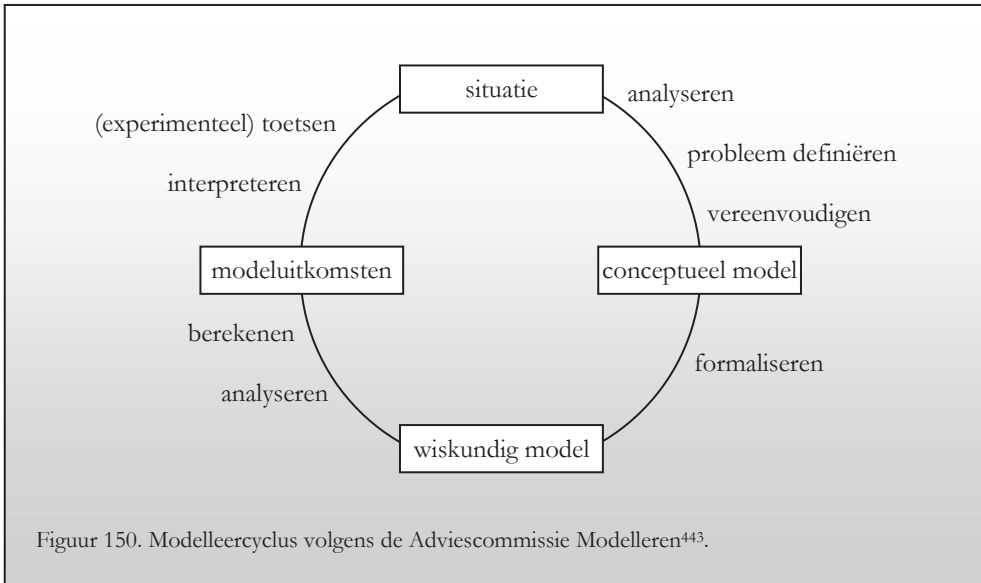 situatie
analyseren
probleem definiëren
vereenvoudigen
conceptueel model
formaliseren
wiskundig model
analyseren
berekenen
modeluitkomsten
interpreteren
(experimenteel) toetsen
Figuur 150. Modelleercyclus volgens de Adviescommissie Modelleren443.